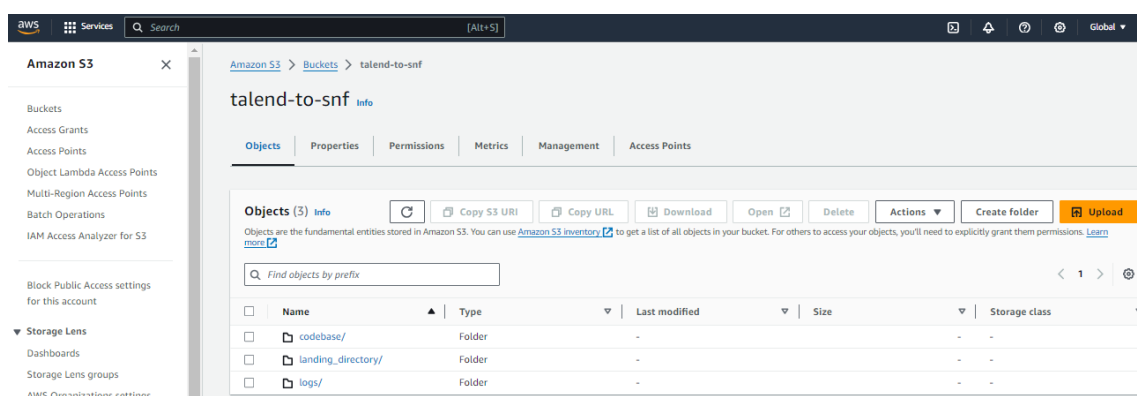 aws Services Search [Alt+S] Global
Amazon S3
Buckets
Access Grants
Access Points
Object Lambda Access Points
Multi-Region Access Points
Batch Operations
IAM Access Analyzer for S3
Block Public Access settings
for this account
Storage Lens
Dashboards
Storage Lens groups
AWS Organizations settings
Amazon S3 > Buckets > talend-to-snf
talend-to-snf Info
Objects Properties Permissions Metrics Management Access Points
Objects (3) Info Copy S3 URI Copy URL Download Open Delete Actions Create folder Upload
Objects are the fundamental entities stored in Amazon S3. You can use Amazon S3 inventory to get a list of all objects in your bucket. For others to access your objects, you'll need to explicitly grant them permissions. Learn
more
Find objects by prefix
1
Name Type Last modified Size Storage class
codebase/ Folder - - -
landing_directory/ Folder - - -
logs/ Folder - - -